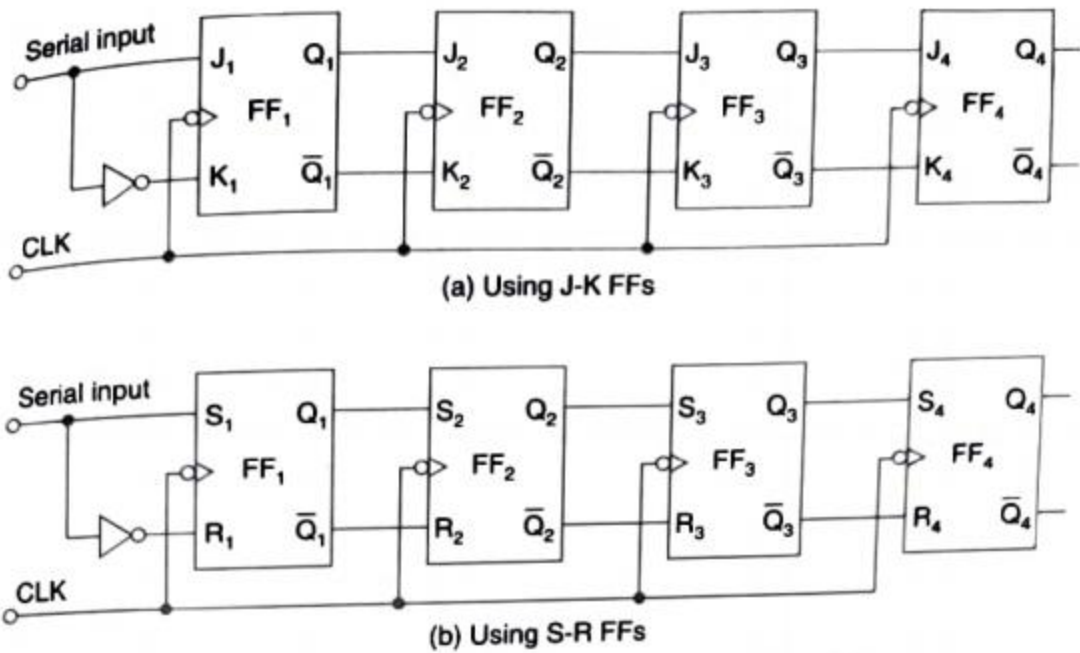 Serial input
J₁ Q₁ J₂ Q₂ J₃ Q₃ J₄ Q₄
FF₁ FF₂ FF₃ FF₄
K₁ Q̅₁ K₂ Q̅₂ K₃ Q̅₃ K₄ Q̅₄
CLK
(a) Using J-K FFs
Serial input
S₁ Q₁ S₂ Q₂ S₃ Q₃ S₄ Q₄
FF₁ FF₂ FF₃ FF₄
R₁ Q̅₁ R₂ Q̅₂ R₃ Q̅₃ R₄ Q̅₄
CLK
(b) Using S-R FFs